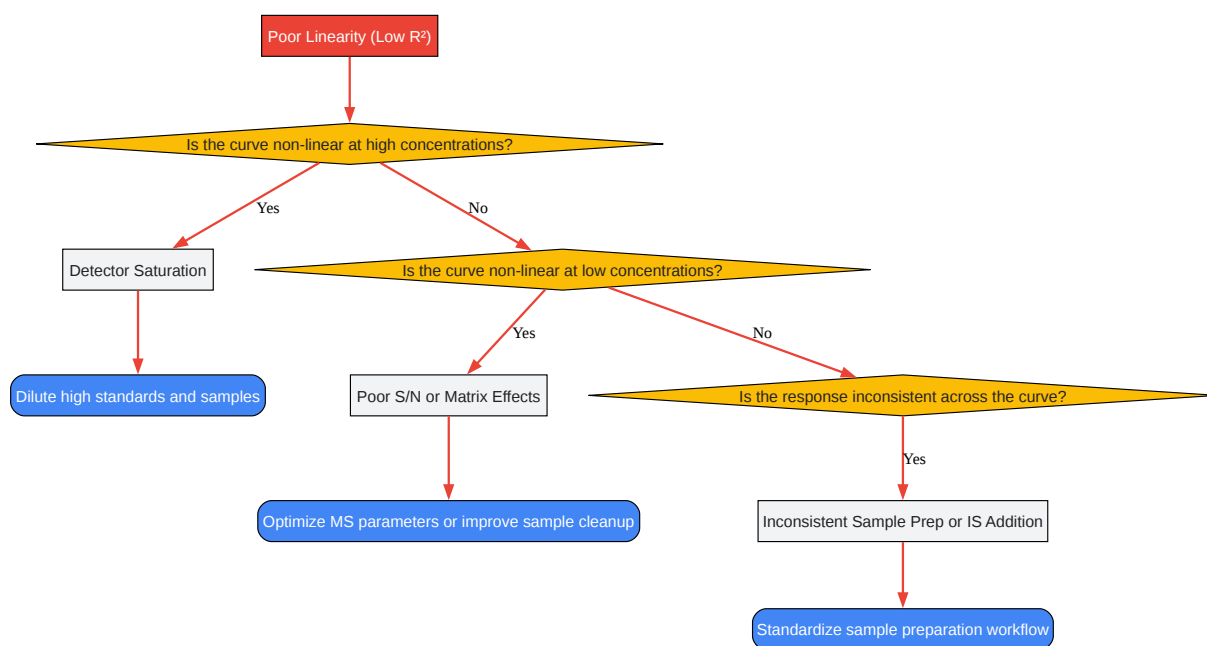 Poor Linearity (Low R²)
Is the curve non-linear at high concentrations?
Yes
No
Detector Saturation
Is the curve non-linear at low concentrations?
Yes
No
Dilute high standards and samples
Poor S/N or Matrix Effects
Is the response inconsistent across the curve?
Yes
Optimize MS parameters or improve sample cleanup
Inconsistent Sample Prep or IS Addition
Standardize sample preparation workflow